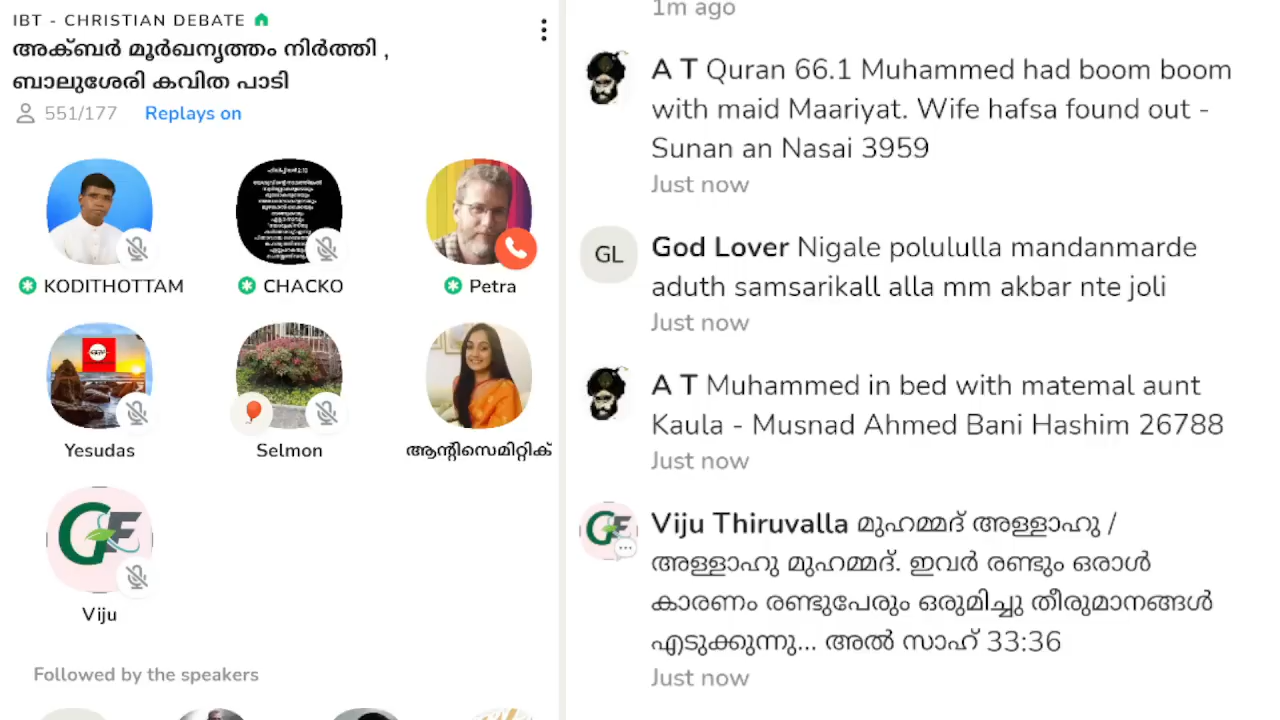 IBT - CHRISTIAN DEBATE
അക്ബർ മൂർഖനൃത്തം നിർത്തി ,
ബാലുശേരി കവിത പാടി
551/177 Replays on
KODITHOTTAM
CHACKO
Petra
Yesudas
Selmon
ആന്റിസെമിറ്റിക്
Viju
Followed by the speakers
1m ago
A T Quran 66.1 Muhammed had boom boom
with maid Maariyat. Wife hafsa found out -
Sunan an Nasai 3959
Just now
GL
God Lover Nigale polululla mandanmarde
aduth samsarikall alla mm akbar nte joli
Just now
A T Muhammed in bed with matemal aunt
Kaula - Musnad Ahmed Bani Hashim 26788
Just now
Viju Thiruvalla മുഹമ്മദ് അള്ളാഹു /
അള്ളാഹു മുഹമ്മദ്. ഇവർ രണ്ടും ഒരാൾ
കാരണം രണ്ടുപേരും ഒരുമിച്ചു തീരുമാനങ്ങൾ
എടുക്കുന്നു... അൽ സാഹ് 33:36
Just now